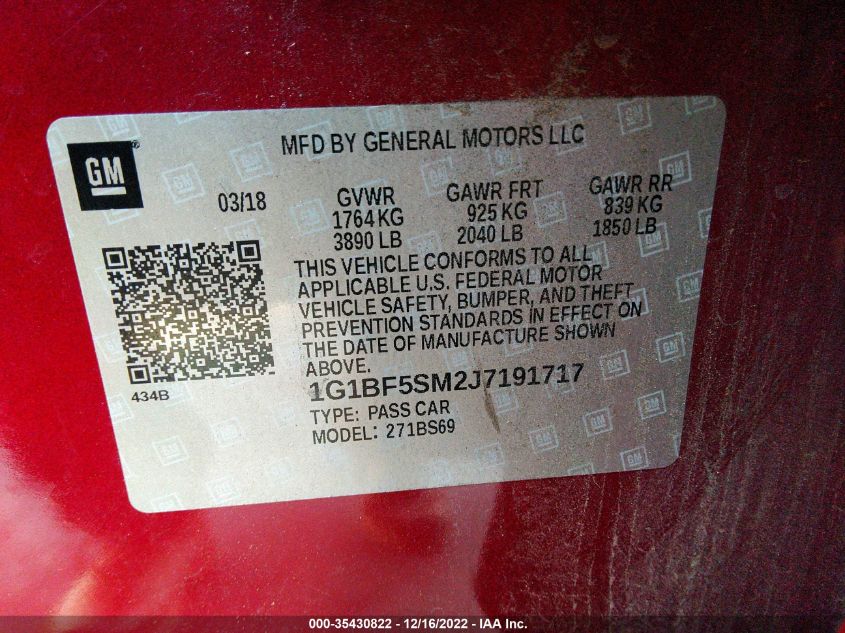 MFD BY GENERAL MOTORS LLC
GM
03/18
GVWR GAWR FRT GAWR RR
1764 KG 925 KG 839 KG
3890 LB 2040 LB 1850 LB
THIS VEHICLE CONFORMS TO ALL
APPLICABLE U.S. FEDERAL MOTOR
VEHICLE SAFETY, BUMPER, AND THEFT
PREVENTION STANDARDS IN EFFECT ON
THE DATE OF MANUFACTURE SHOWN
ABOVE.
434B
1G1BF5SM2J7191717
TYPE: PASS CAR
MODEL: 271BS69
000-35430822 - 12/16/2022 - IAA Inc.